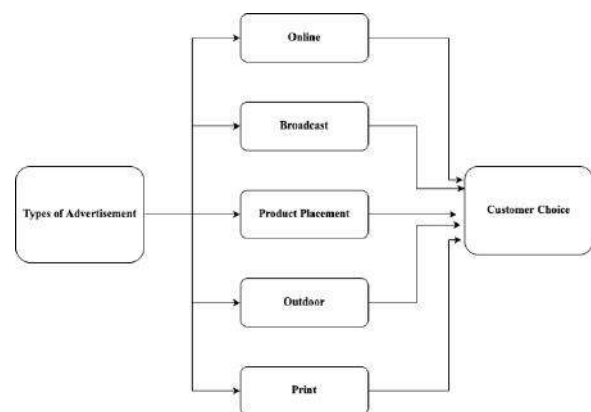 Online
Broadcast
Types of Advertisement
Product Placement
Customer Choice
Outdoor
Print